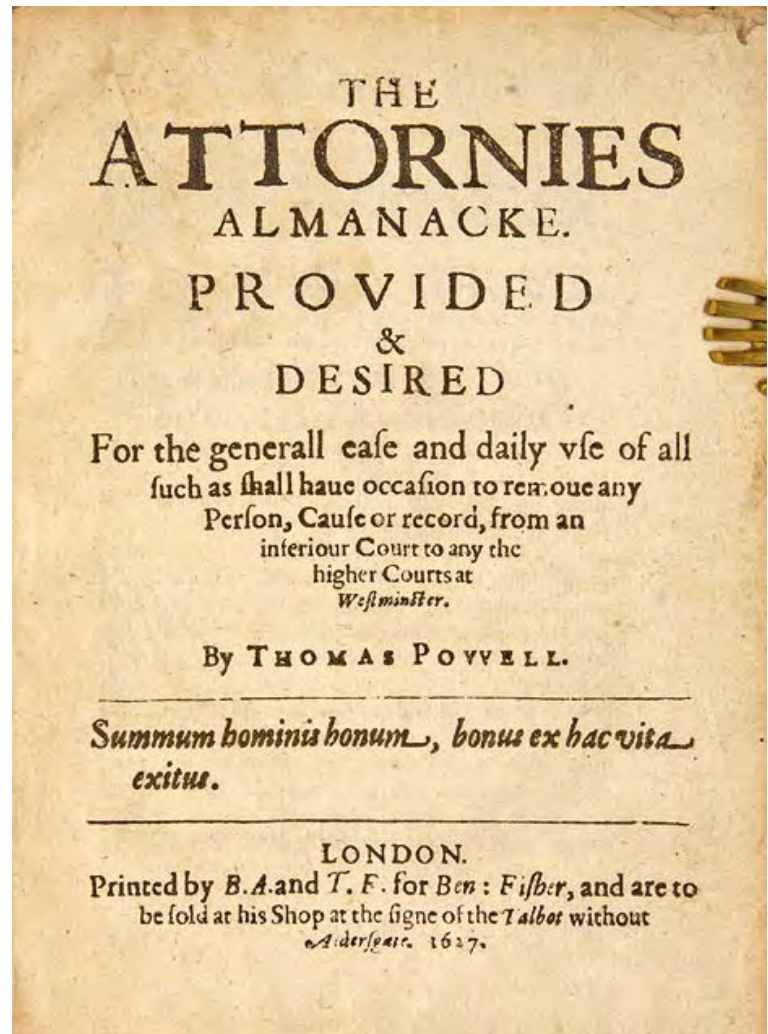 THE
ATTORNIES
ALMANACKE.
PROVIDED
&
DESIRED
For the generall eaſe and daily vſe of all
ſuch as ſhall haue occaſion to remoue any
Perſon, Cauſe or record, from an
inferiour Court to any the
higher Courts at
Weſtminſter.
By THOMAS POVVELL.
Summum hominis bonum, bonus ex hac vita
exitus.
LONDON.
Printed by B.A. and T. F. for Ben: Fiſher, and are to
be ſold at his Shop at the ſigne of the Talbot without
Alderſgate. 1627.